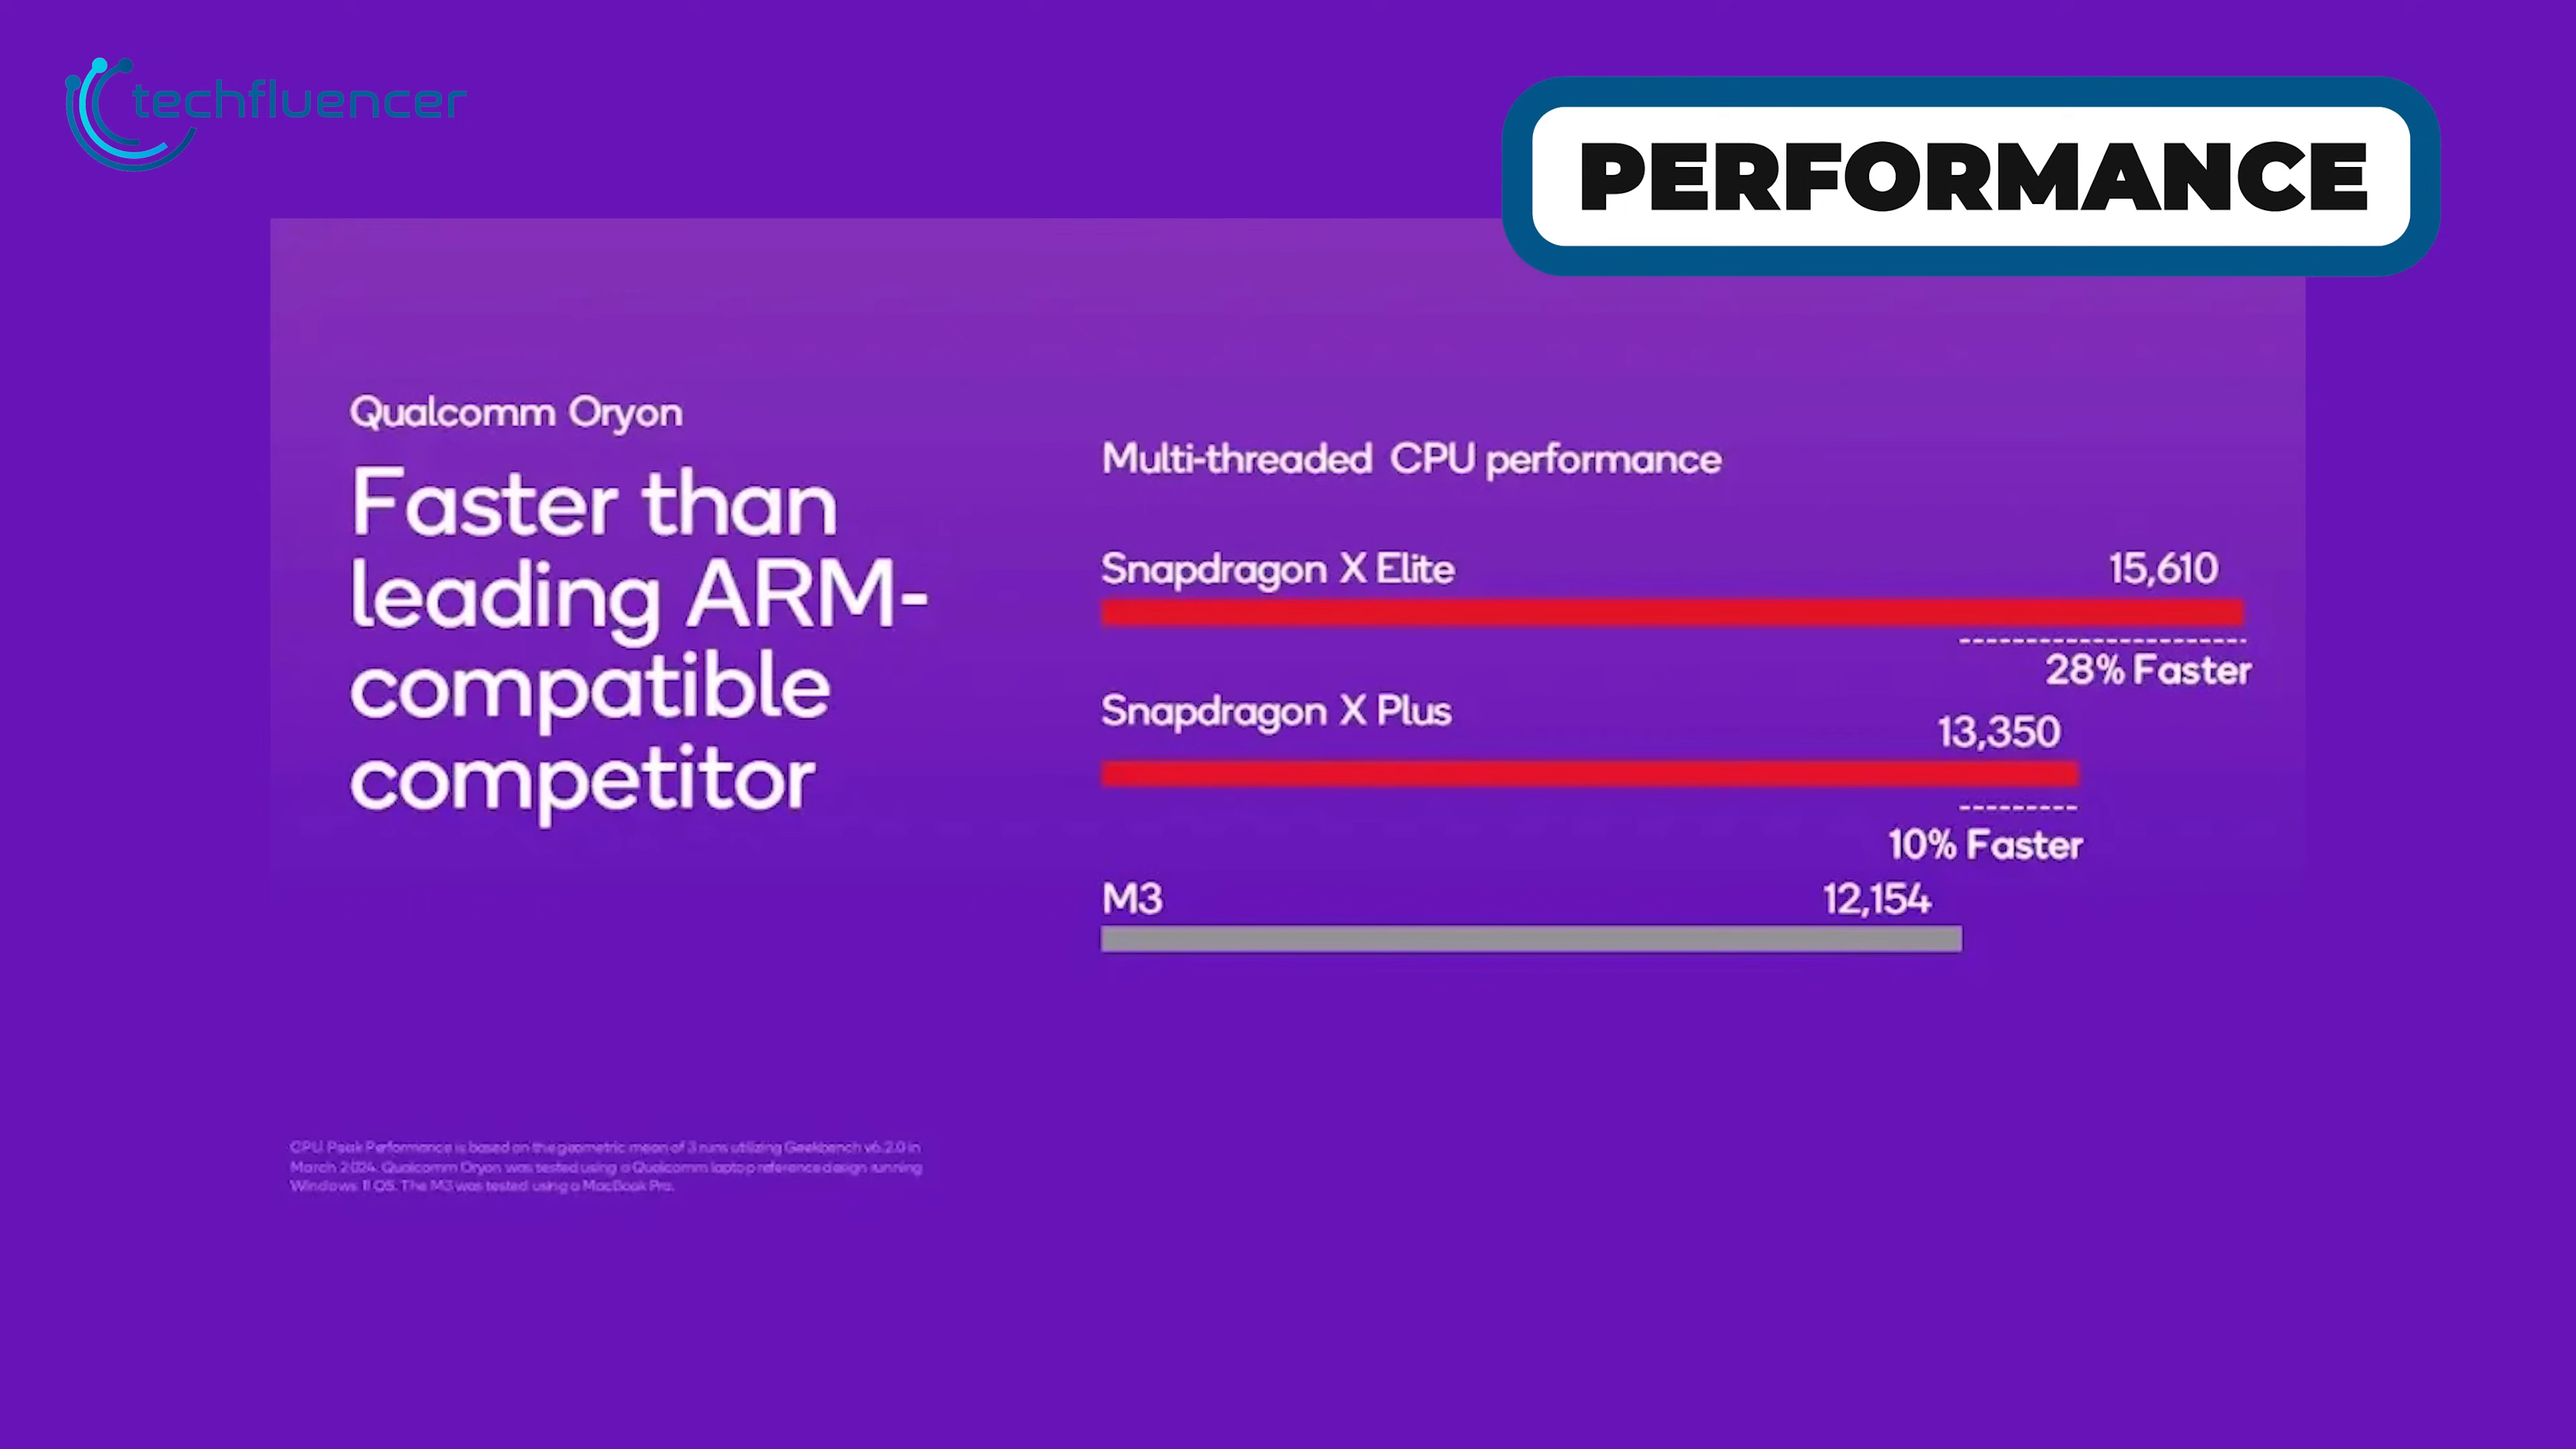 techfluencer
PERFORMANCE
Qualcomm Oryon
Faster than
leading ARM-
compatible
competitor
Multi-threaded CPU performance
Snapdragon X Elite
15,610
28% Faster
Snapdragon X Plus
13,350
10% Faster
M3
12,154
CPU Peak Performance is based on the geometric mean of 3 runs utilizing Geekbench v6.2.0 in
March 2024. Qualcomm Oryon was tested using a Qualcomm laptop reference design running
Windows 11 OS. The M3 was tested using a MacBook Pro.